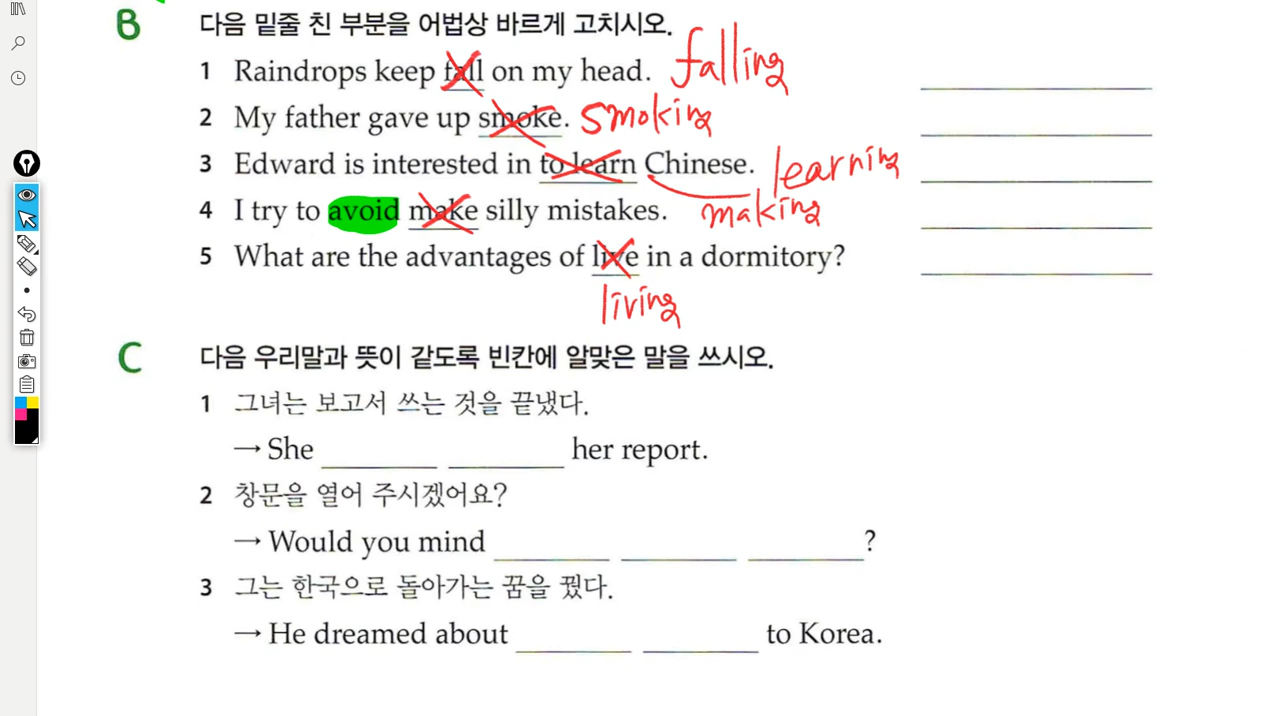 B 다음 밑줄 친 부분을 어법상 바르게 고치시오.
1 Raindrops keep fall on my head. falling
2 My father gave up smoke. smoking
3 Edward is interested in to learn Chinese. learning
4 I try to avoid make silly mistakes. making
5 What are the advantages of live in a dormitory?
living
C 다음 우리말과 뜻이 같도록 빈칸에 알맞은 말을 쓰시오.
1 그녀는 보고서 쓰는 것을 끝냈다.
→ She ________ ________ her report.
2 창문을 열어 주시겠어요?
→ Would you mind ________ ________ ________?
3 그는 한국으로 돌아가는 꿈을 꿨다.
→ He dreamed about ________ ________ to Korea.